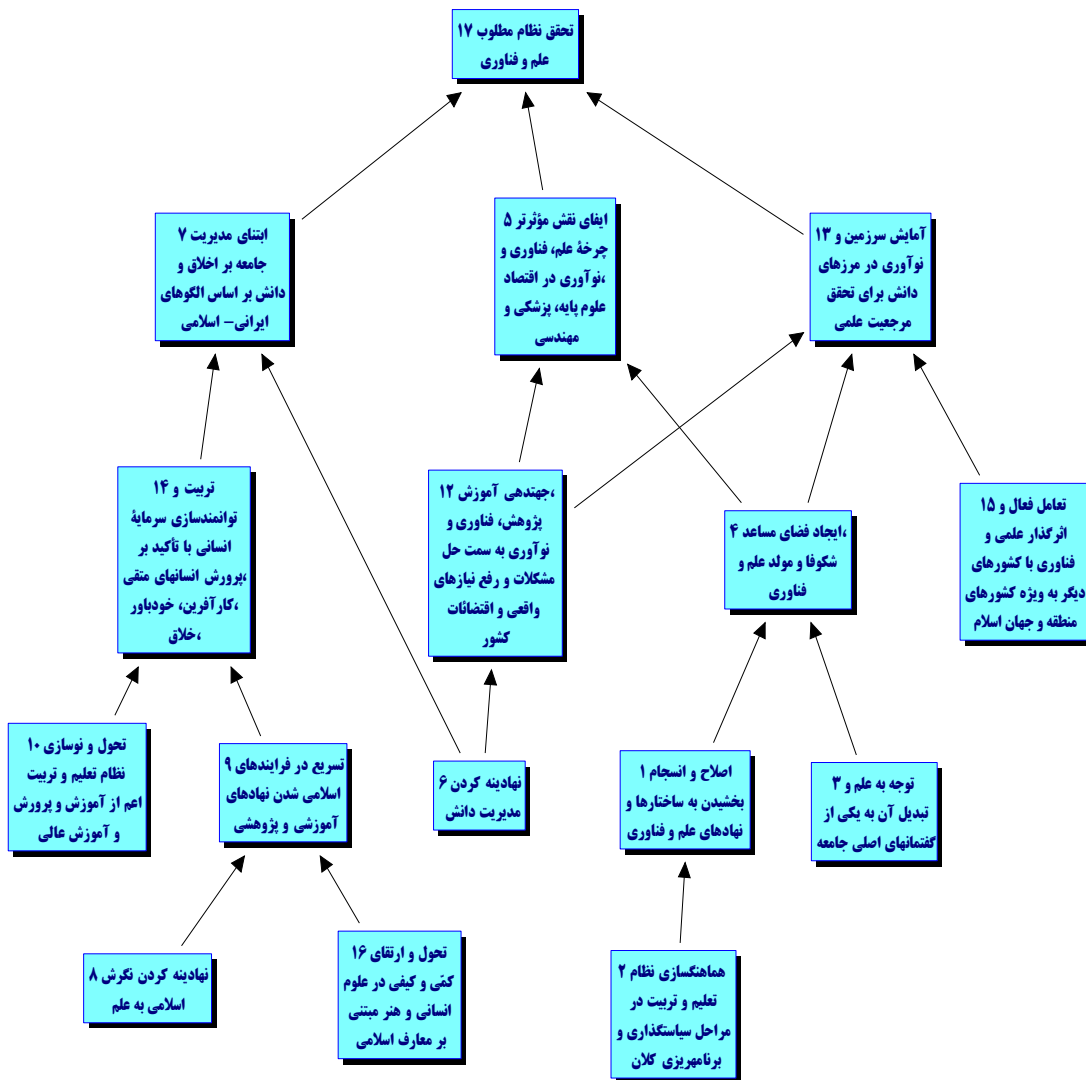 تحقق نظام مطلوب ۱۷
علم و فناوری
ابتنای مدیریت ۷
جامعه بر اخلاق و
دانش بر اساس الگوهای
ایرانی– اسلامی
ایفای نقش مؤثرتر ۵
چرخهٔ علم، فناوری و
،نوآوری در اقتصاد
علوم پایه، پزشکی و
مهندسی
آمایش سرزمین و ۱۳
نوآوری در مرزهای
دانش برای تحقق
مرجعیت علمی
تربیت و ۱۴
توانمندسازی سرمایهٔ
انسانی با تأکید بر
،پرورش انسانهای متقی
،کارآفرین، خودباور
،خلاق
،جهتدهی آموزش ۱۲
پژوهش، فناوری و
نوآوری به سمت حل
مشکلات و رفع نیازهای
واقعی و اقتضائات
کشور
،ایجاد فضای مساعد ۴
شکوفا و مولد علم و
فناوری
تعامل فعال و ۱۵
اثرگذار علمی و
فناوری با کشورهای
دیگر به ویژه کشورهای
منطقه و جهان اسلام
تحول و نوسازی ۱۰
نظام تعلیم و تربیت
اعم از آموزش و پرورش
و آموزش عالی
تسریع در فرایندهای ۹
اسلامی شدن نهادهای
آموزشی و پژوهشی
نهادینه کردن ۶
مدیریت دانش
اصلاح و انسجام ۱
بخشیدن به ساختارها و
نهادهای علم و فناوری
توجه به علم و ۳
تبدیل آن به یکی از
گفتمانهای اصلی جامعه
نهادینه کردن نگرش ۸
اسلامی به علم
تحول و ارتقای ۱۶
کمّی و کیفی در علوم
انسانی و هنر مبتنی
بر معارف اسلامی
هماهنگسازی نظام ۲
تعلیم و تربیت در
مراحل سیاستگذاری و
برنامهریزی کلان